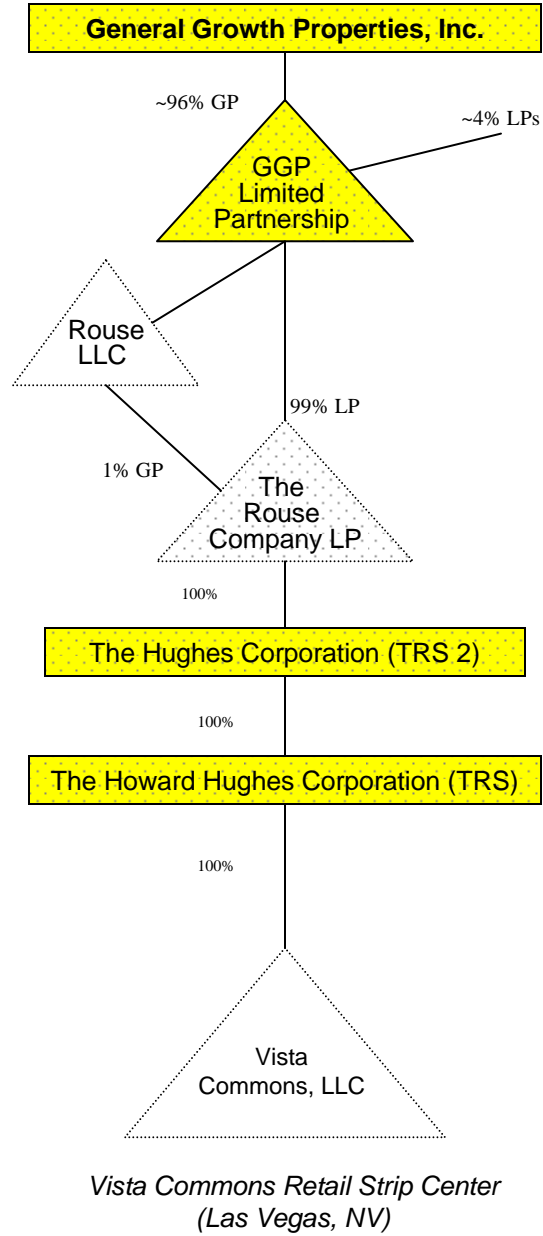 General Growth Properties, Inc.
~96% GP
~4% LPs
GGP
Limited
Partnership
Rouse
LLC
99% LP
1% GP
The
Rouse
Company LP
100%
The Hughes Corporation (TRS 2)
100%
The Howard Hughes Corporation (TRS)
100%
Vista
Commons, LLC
Vista Commons Retail Strip Center
(Las Vegas, NV)